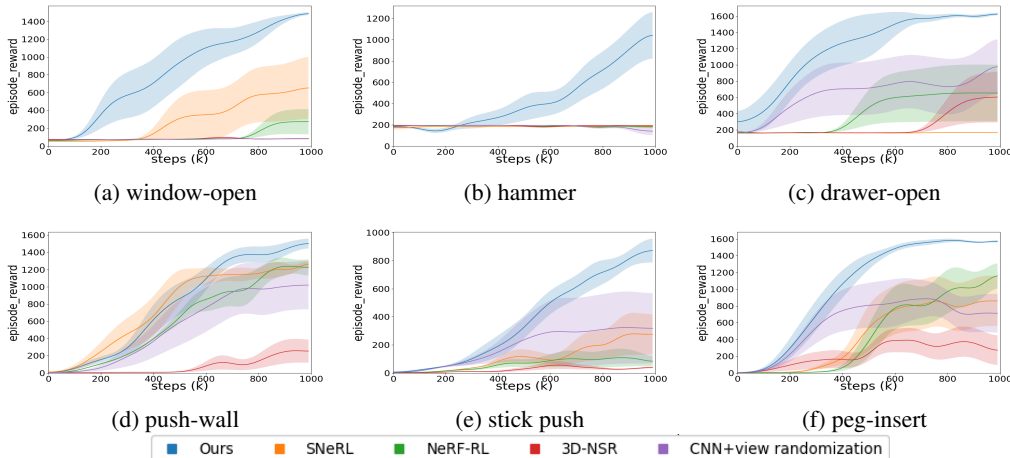 episode_reward
1400
1200
1000
800
600
400
200
0
0 200 400 600 800 1000
steps (k)
(a) window-open
episode_reward
1200
1000
800
600
400
200
0
0 200 400 600 800 1000
steps (k)
(b) hammer
episode_reward
1600
1400
1200
1000
800
600
400
200
0
0 200 400 600 800 1000
steps (k)
(c) drawer-open
episode_reward
1600
1400
1200
1000
800
600
400
200
0
0 200 400 600 800 1000
steps (k)
(d) push-wall
episode_reward
1000
800
600
400
200
0
0 200 400 600 800 1000
steps (k)
(e) stick push
episode_reward
1600
1400
1200
1000
800
600
400
200
0
0 200 400 600 800 1000
steps (k)
(f) peg-insert
Ours SNeRL NeRF-RL 3D-NSR CNN+view randomization